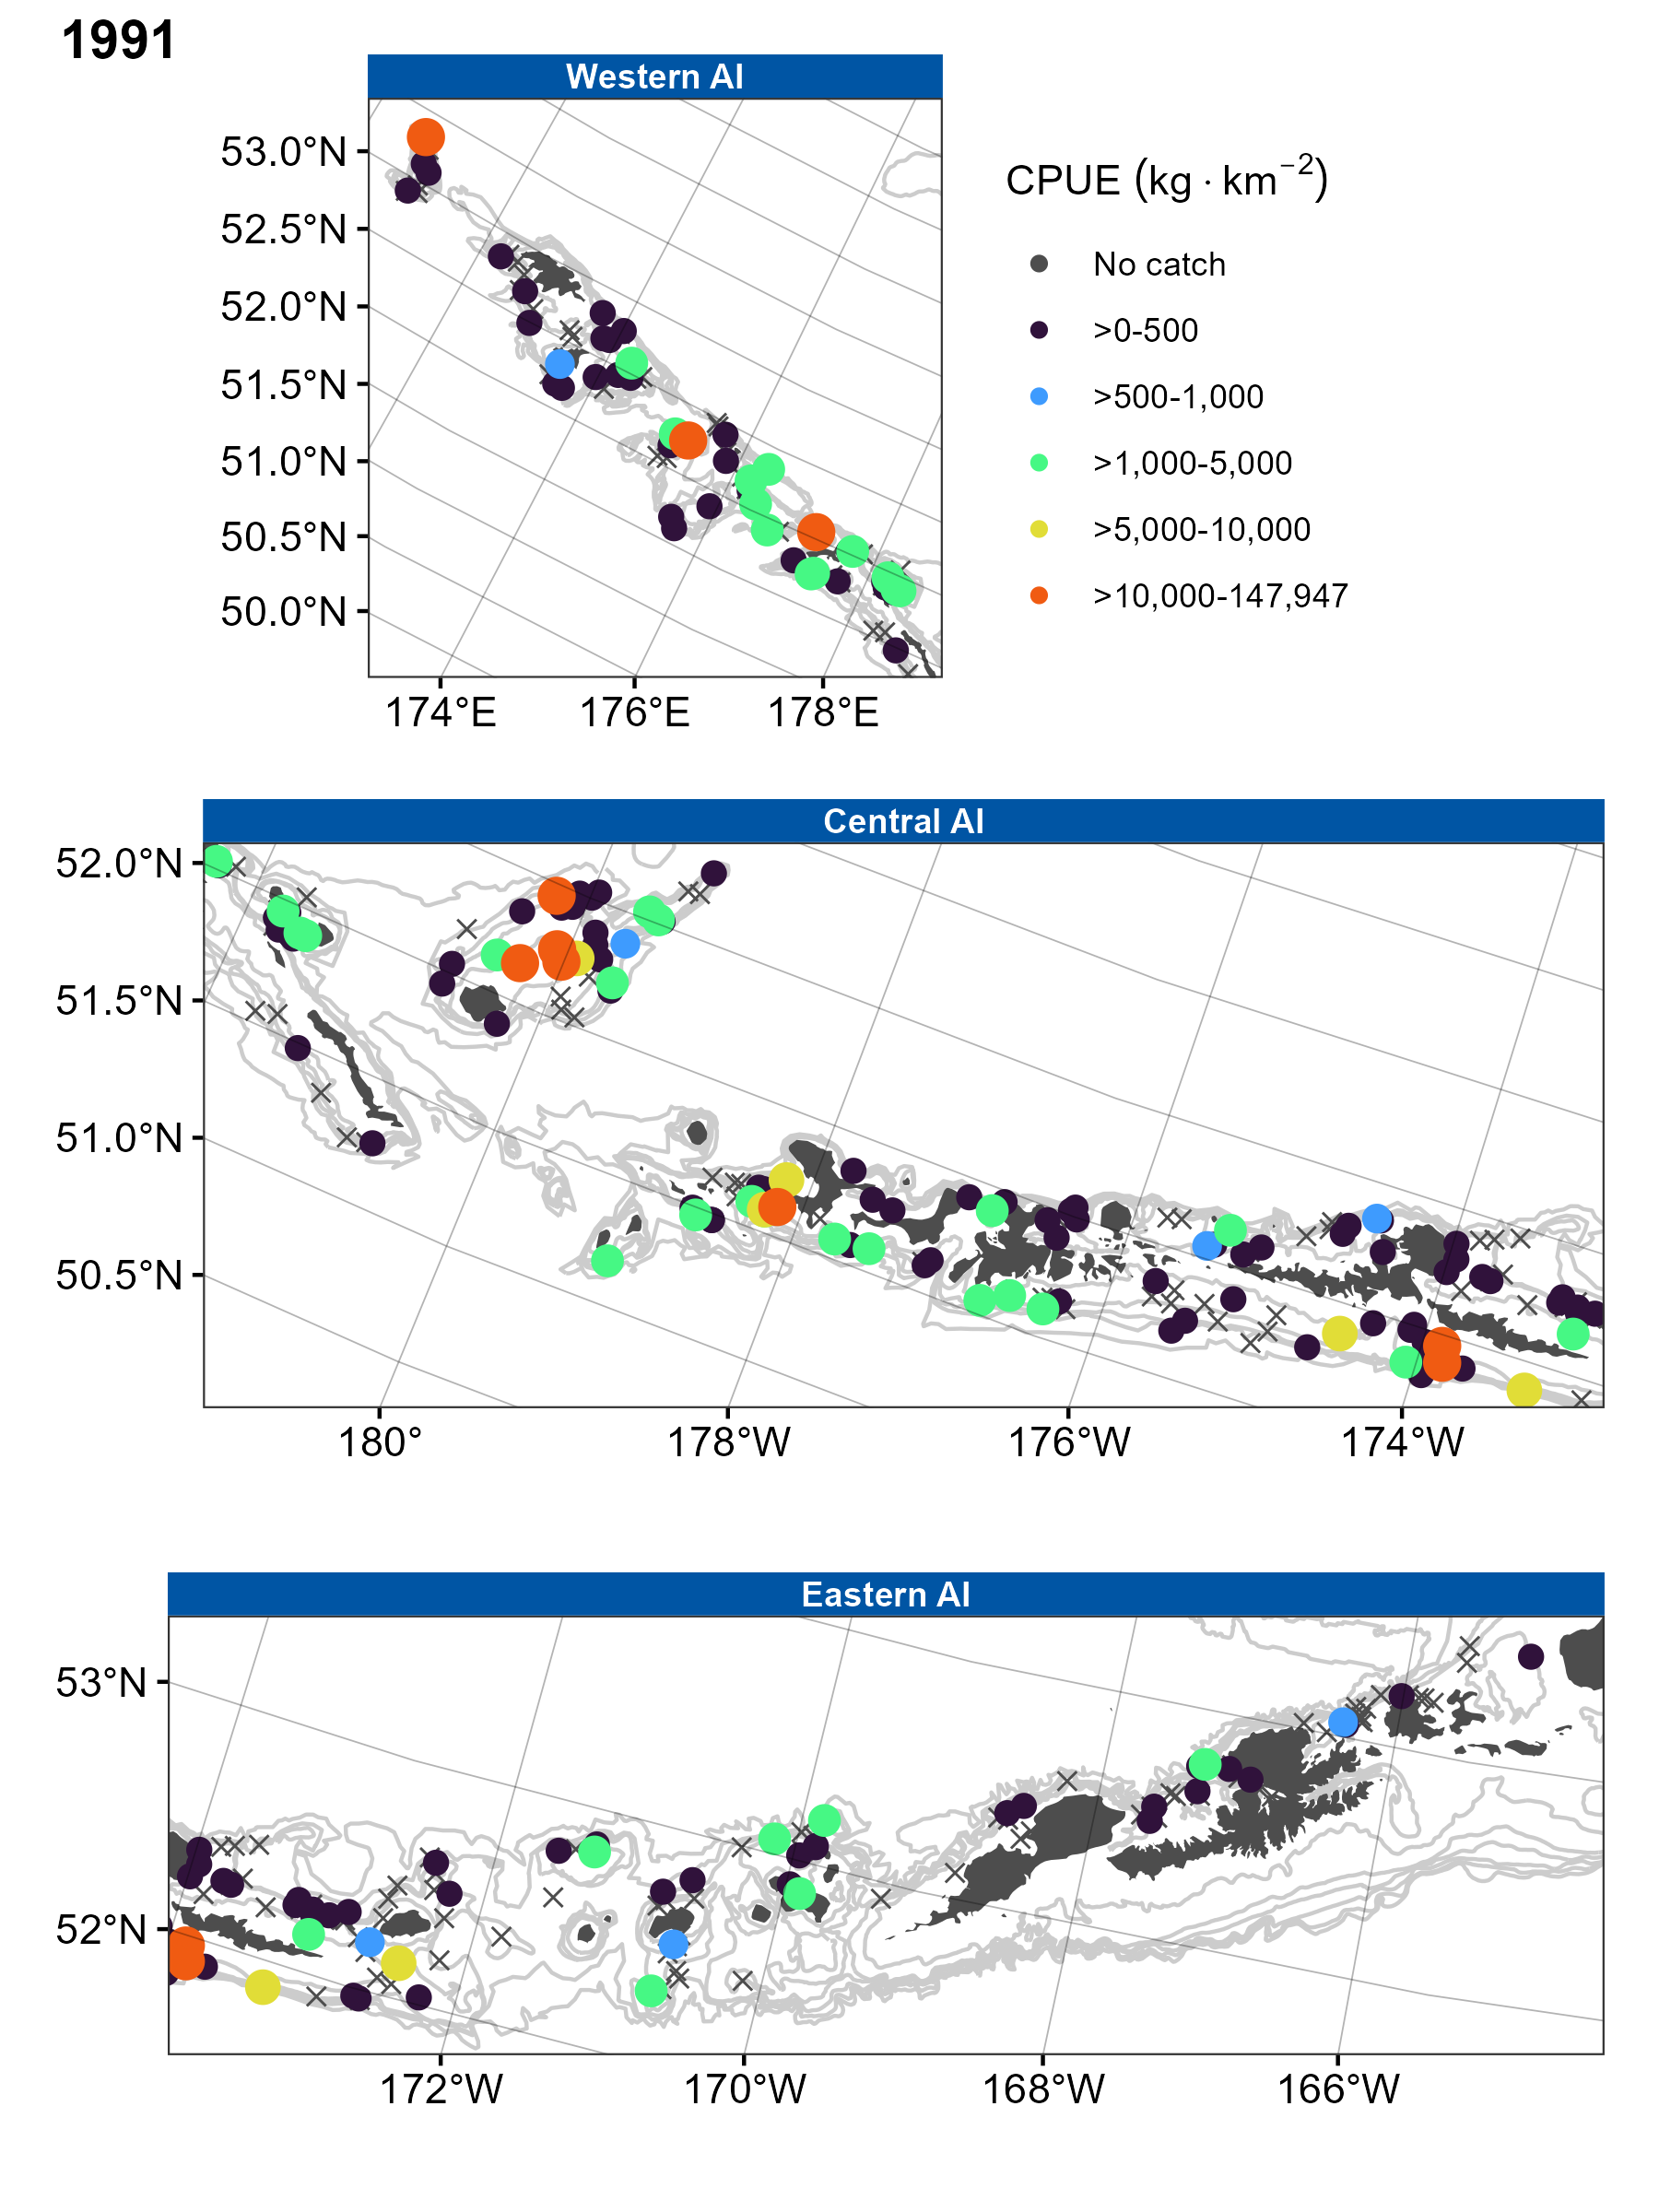 1991
Western AI
53.0°N
52.5°N
52.0°N
51.5°N
51.0°N
50.5°N
50.0°N
174°E 176°E 178°E
CPUE (kg · km⁻²)
No catch
>0-500
>500-1,000
>1,000-5,000
>5,000-10,000
>10,000-147,947
Central AI
52.0°N
51.5°N
51.0°N
50.5°N
180° 178°W 176°W 174°W
Eastern AI
53°N
52°N
172°W 170°W 168°W 166°W